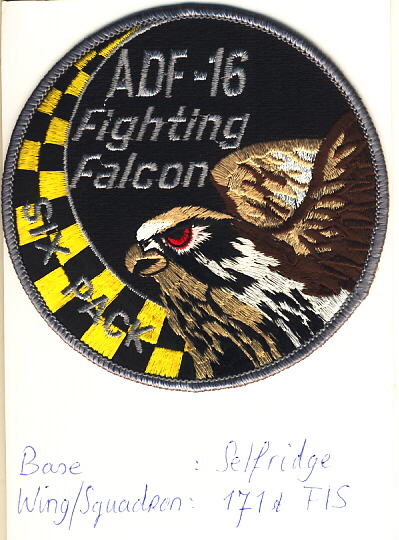 ADF-16
Fighting
Falcon
SIX PACK
Base : Selfridge
Wing/Squadron: 171st FIS